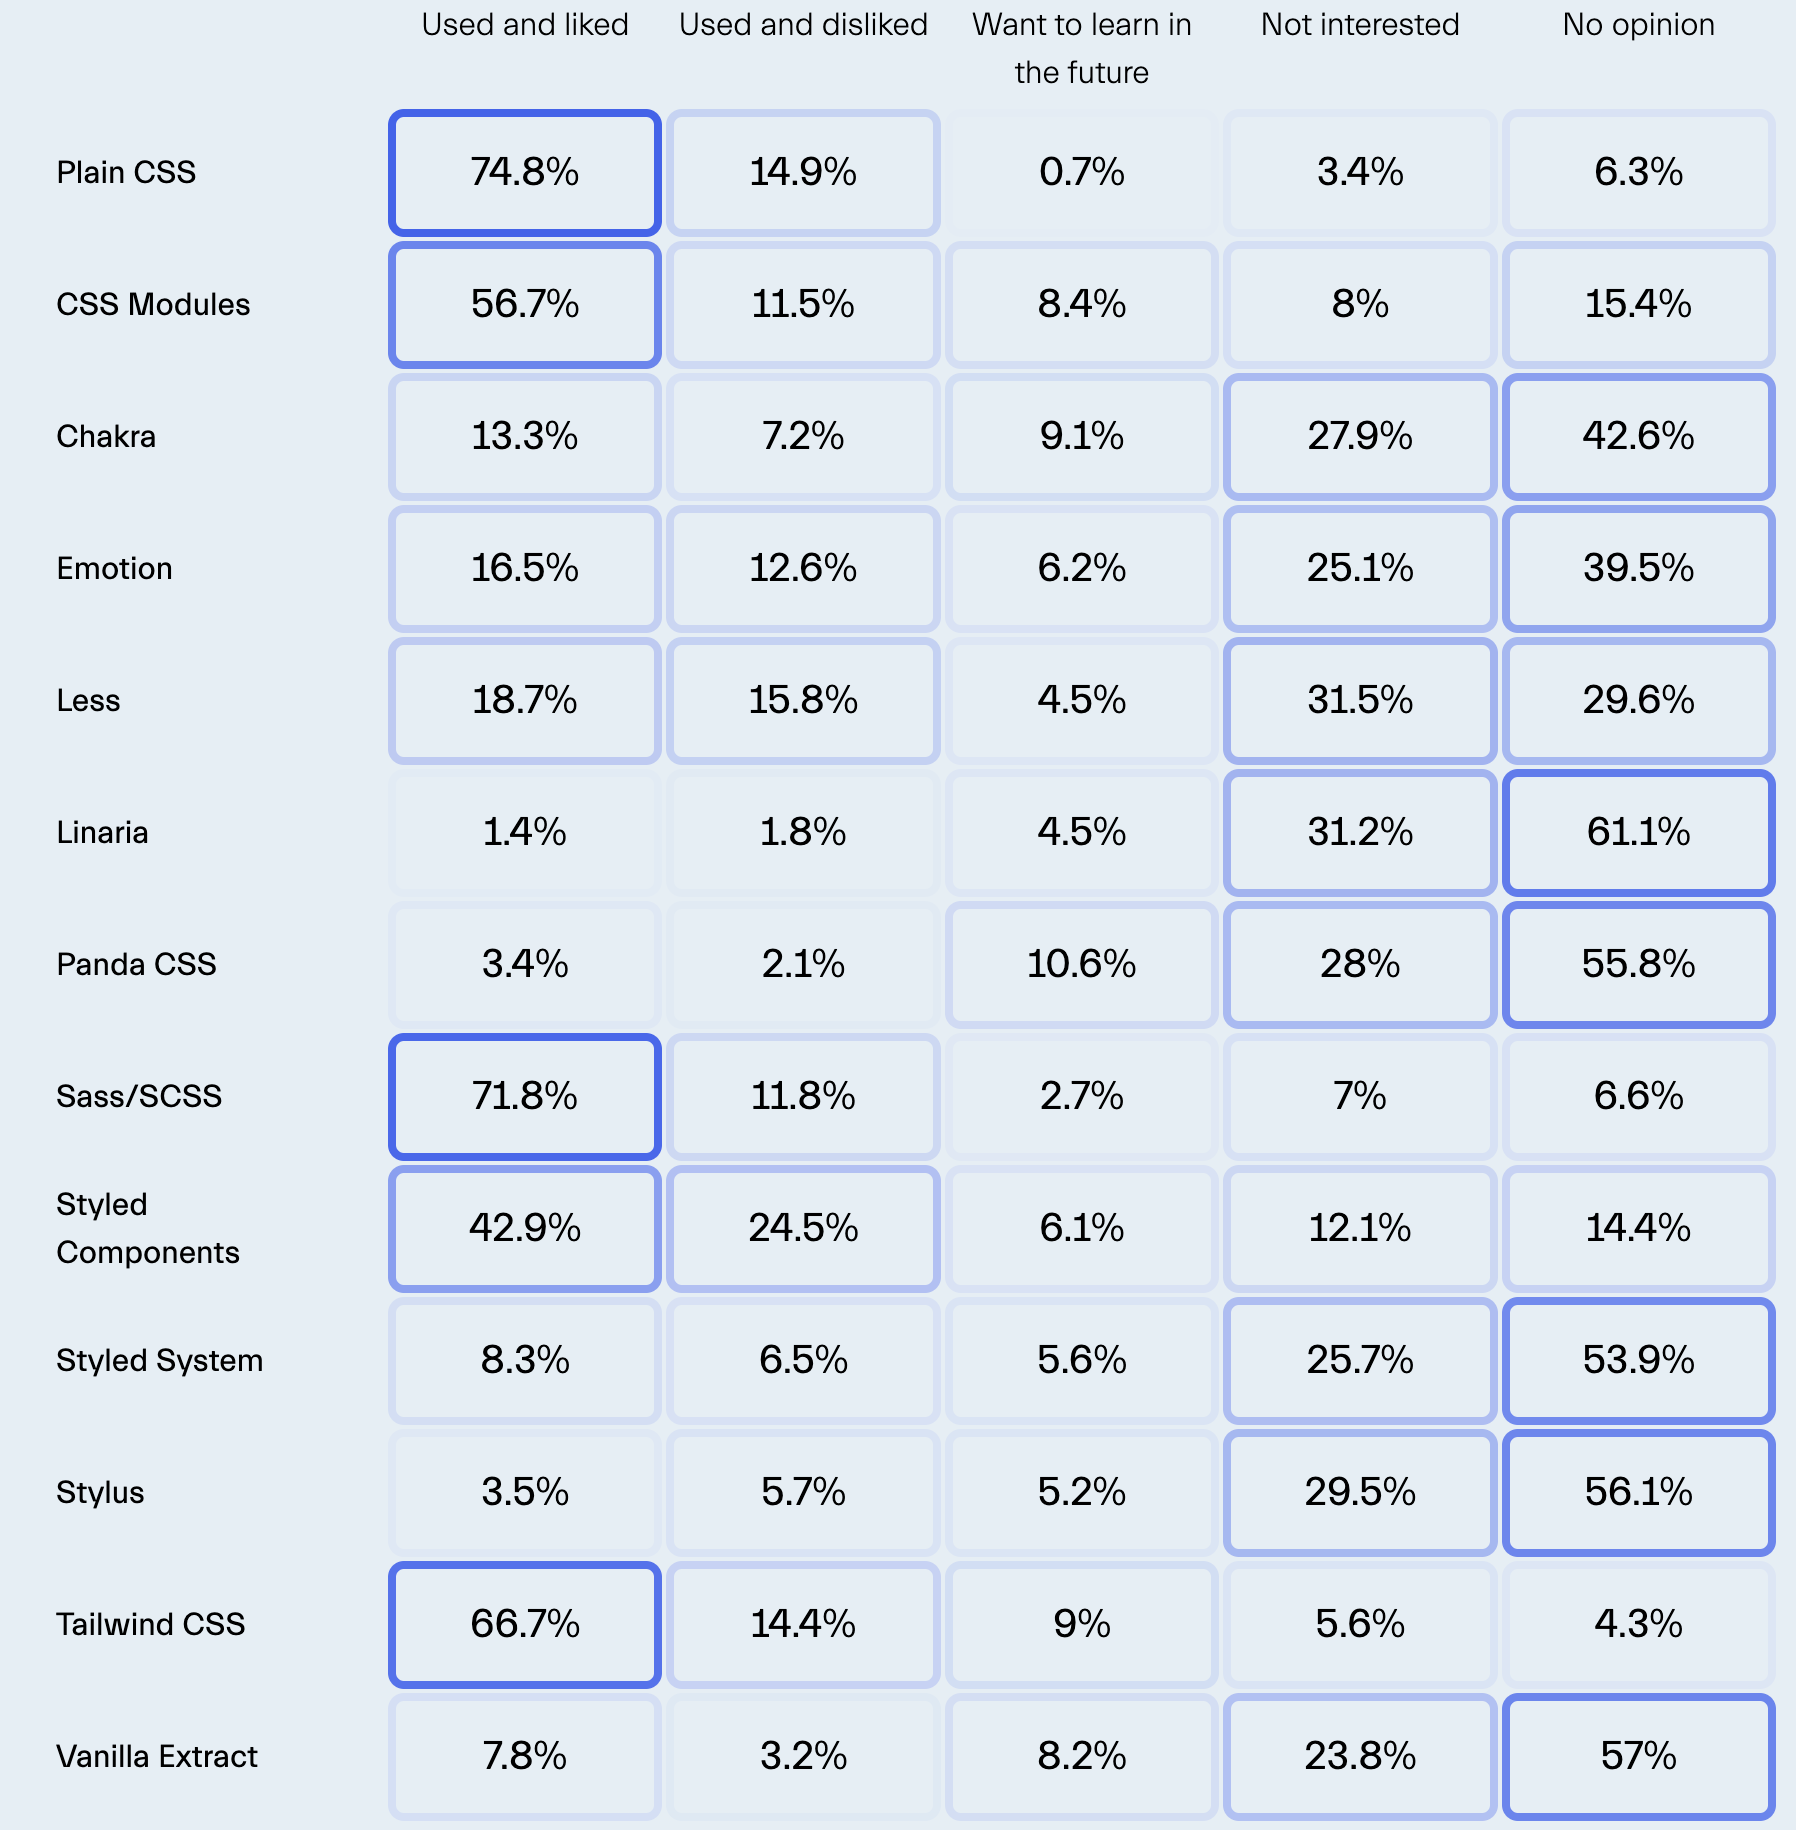 Used and liked Used and disliked Want to learn in the future Not interested No opinion
Plain CSS 74.8% 14.9% 0.7% 3.4% 6.3%
CSS Modules 56.7% 11.5% 8.4% 8% 15.4%
Chakra 13.3% 7.2% 9.1% 27.9% 42.6%
Emotion 16.5% 12.6% 6.2% 25.1% 39.5%
Less 18.7% 15.8% 4.5% 31.5% 29.6%
Linaria 1.4% 1.8% 4.5% 31.2% 61.1%
Panda CSS 3.4% 2.1% 10.6% 28% 55.8%
Sass/SCSS 71.8% 11.8% 2.7% 7% 6.6%
Styled Components 42.9% 24.5% 6.1% 12.1% 14.4%
Styled System 8.3% 6.5% 5.6% 25.7% 53.9%
Stylus 3.5% 5.7% 5.2% 29.5% 56.1%
Tailwind CSS 66.7% 14.4% 9% 5.6% 4.3%
Vanilla Extract 7.8% 3.2% 8.2% 23.8% 57%